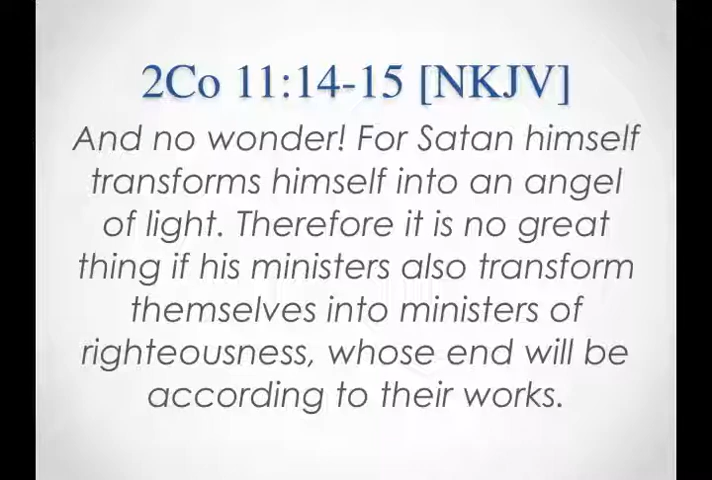 2Co 11:14-15 [NKJV]
And no wonder! For Satan himself
transforms himself into an angel
of light. Therefore it is no great
thing if his ministers also transform
themselves into ministers of
righteousness, whose end will be
according to their works.